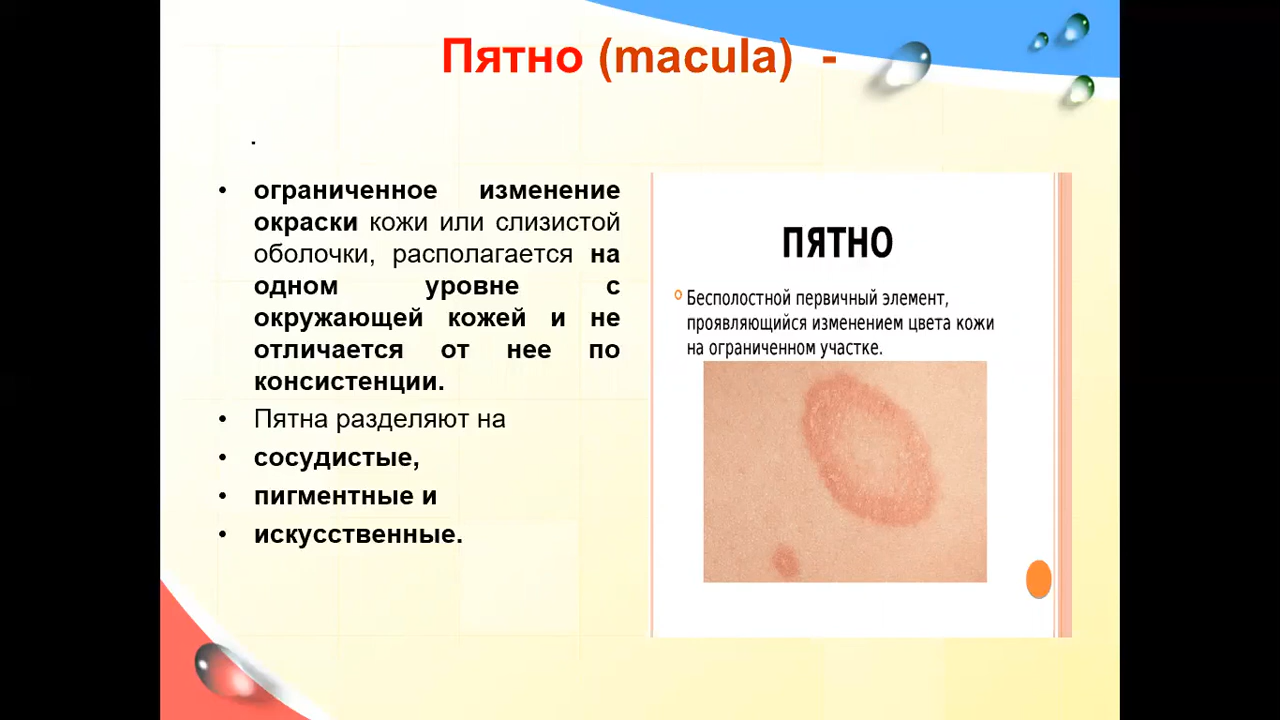 Пятно (macula) -
.
• ограниченное изменение
окраски кожи или слизистой
оболочки, располагается на
одном уровне с
окружающей кожей и не
отличается от нее по
консистенции.
• Пятна разделяют на
• сосудистые,
• пигментные и
• искусственные.
ПЯТНО
Бесполостной первичный элемент,
проявляющийся изменением цвета кожи
на ограниченном участке.